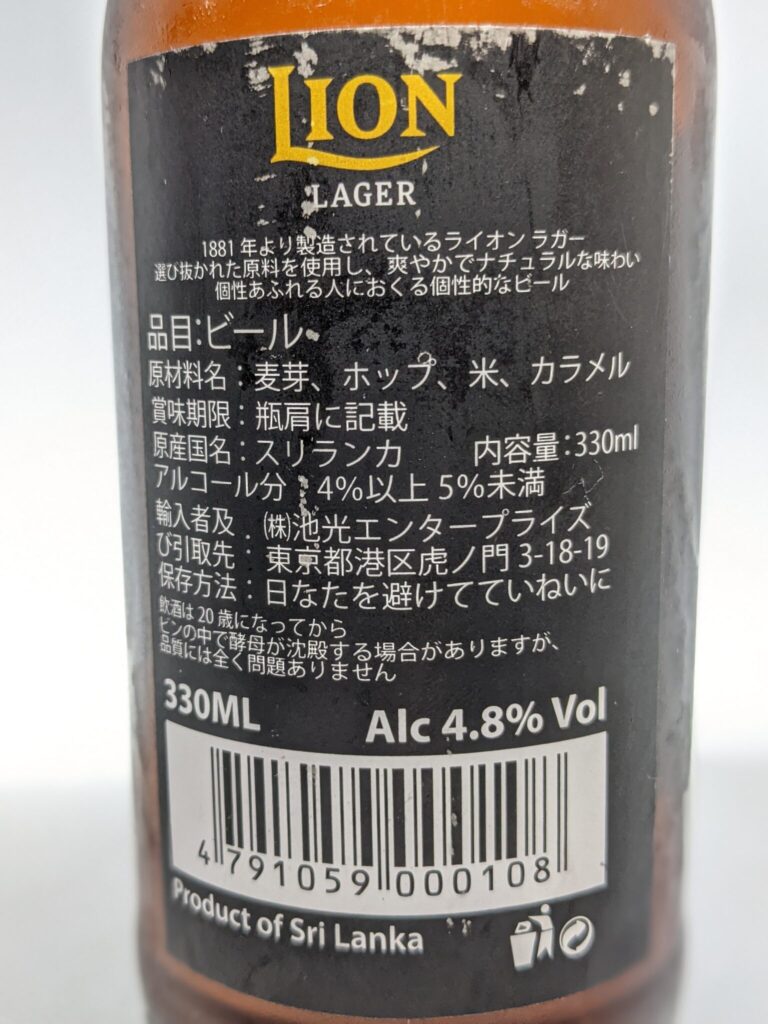 LION
LAGER
1881年より製造されているライオン ラガー
選び抜かれた原料を使用し、爽やかでナチュラルな味わい
個性あふれる人におくる個性的なビール
品目:ビール
原材料名:麦芽、ホップ、米、カラメル
賞味期限:瓶肩に記載
原産国名:スリランカ 内容量:330ml
アルコール分:4%以上 5%未満
輸入者及び引取先:㈱池光エンタープライズ
東京都港区虎ノ門 3-18-19
保存方法:日なたを避けてていねいに
飲酒は 20 歳になってから
ビンの中で酵母が沈殿する場合がありますが、
品質には全く問題ありません
330ML Alc 4.8% Vol
4 791059 000108
Product of Sri Lanka